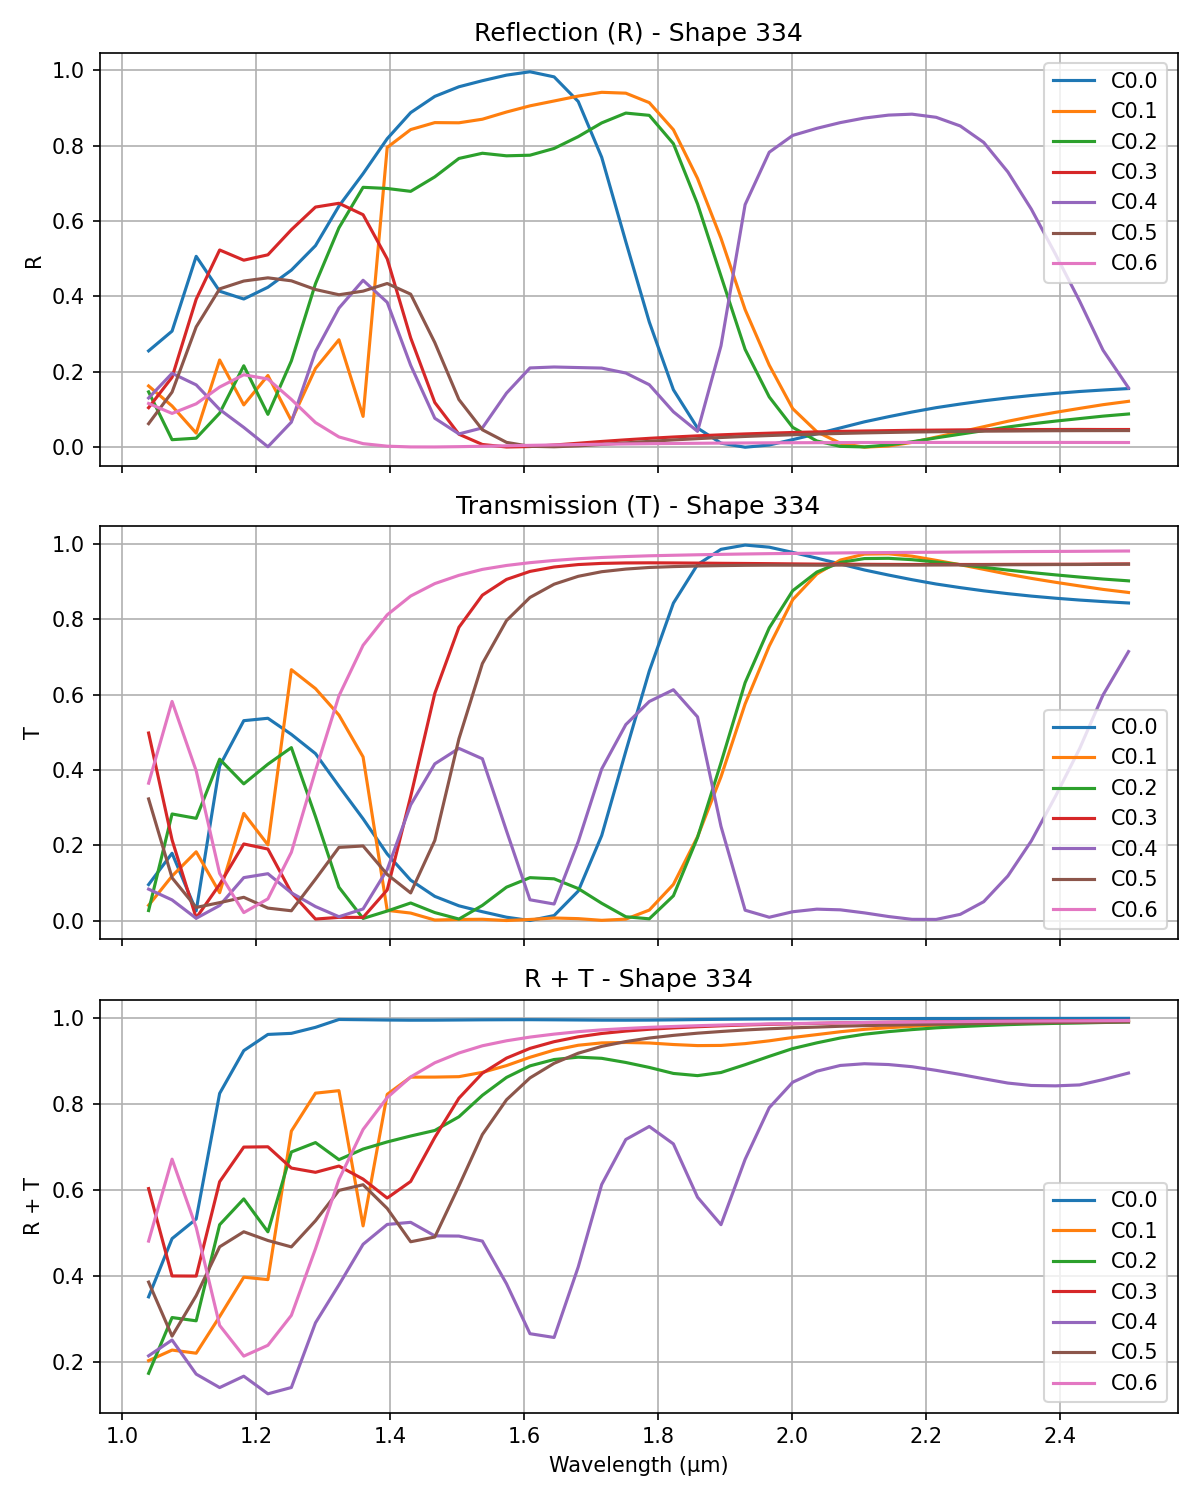 Reflection (R) - Shape 334
1.0
0.8
0.6
0.4
0.2
0.0
R
C0.0
C0.1
C0.2
C0.3
C0.4
C0.5
C0.6
Transmission (T) - Shape 334
1.0
0.8
0.6
0.4
0.2
0.0
T
C0.0
C0.1
C0.2
C0.3
C0.4
C0.5
C0.6
R + T - Shape 334
1.0
0.8
0.6
0.4
0.2
R + T
C0.0
C0.1
C0.2
C0.3
C0.4
C0.5
C0.6
1.0 1.2 1.4 1.6 1.8 2.0 2.2 2.4
Wavelength (μm)